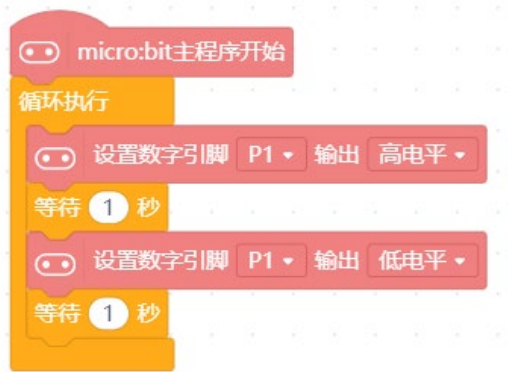 micro:bit主程序开始
循环执行
设置数字引脚 P1 输出 高电平
等待 1 秒
设置数字引脚 P1 输出 低电平
等待 1 秒